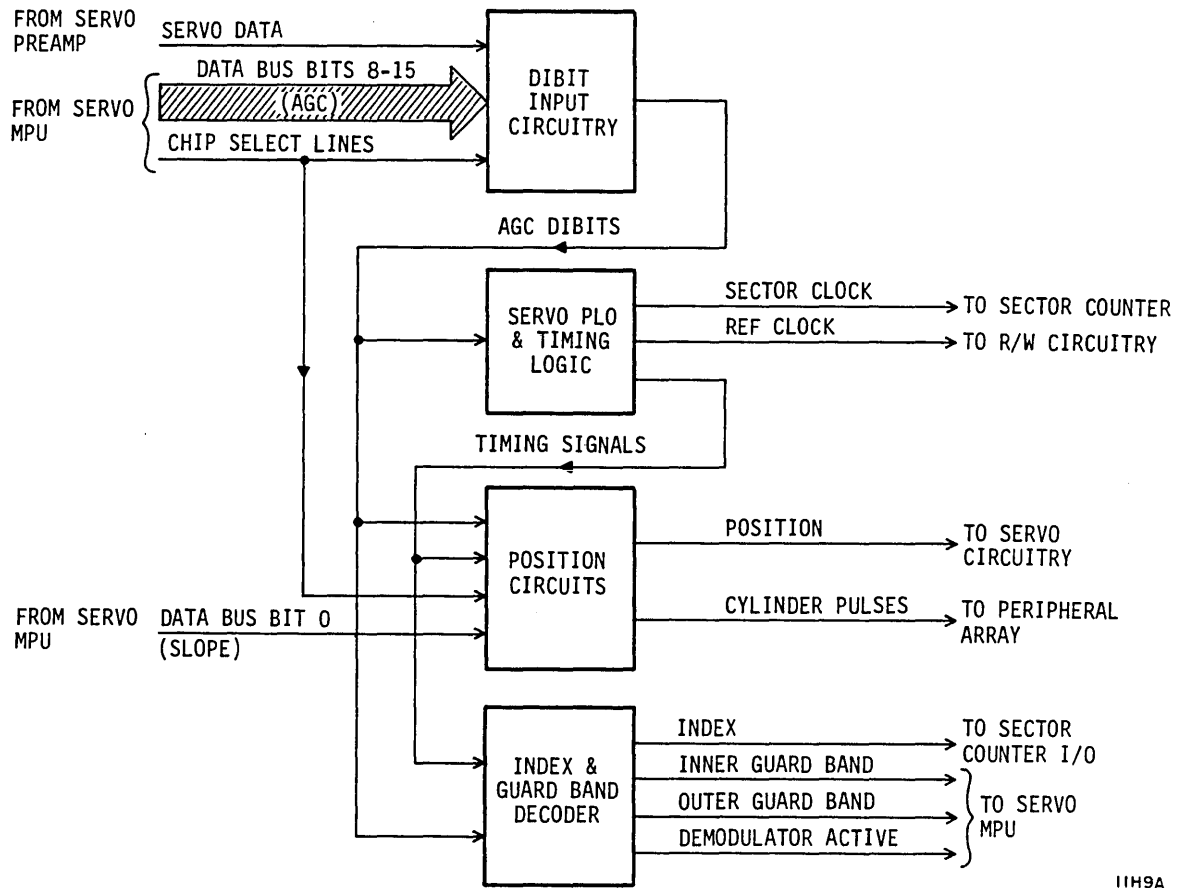 FROM SERVO
PREAMP
SERVO DATA
DATA BUS BITS 8-15
(AGC)
FROM SERVO
MPU
CHIP SELECT LINES
DIBIT
INPUT
CIRCUITRY
AGC DIBITS
SERVO PLO
& TIMING
LOGIC
SECTOR CLOCK
TO SECTOR COUNTER
REF CLOCK
TO R/W CIRCUITRY
TIMING SIGNALS
POSITION
CIRCUITS
POSITION
TO SERVO
CIRCUITRY
CYLINDER PULSES
TO PERIPHERAL
ARRAY
FROM SERVO
MPU
DATA BUS BIT 0
(SLOPE)
INDEX &
GUARD BAND
DECODER
INDEX
TO SECTOR
COUNTER I/O
INNER GUARD BAND
OUTER GUARD BAND
DEMODULATOR ACTIVE
TO SERVO
MPU
11H9A